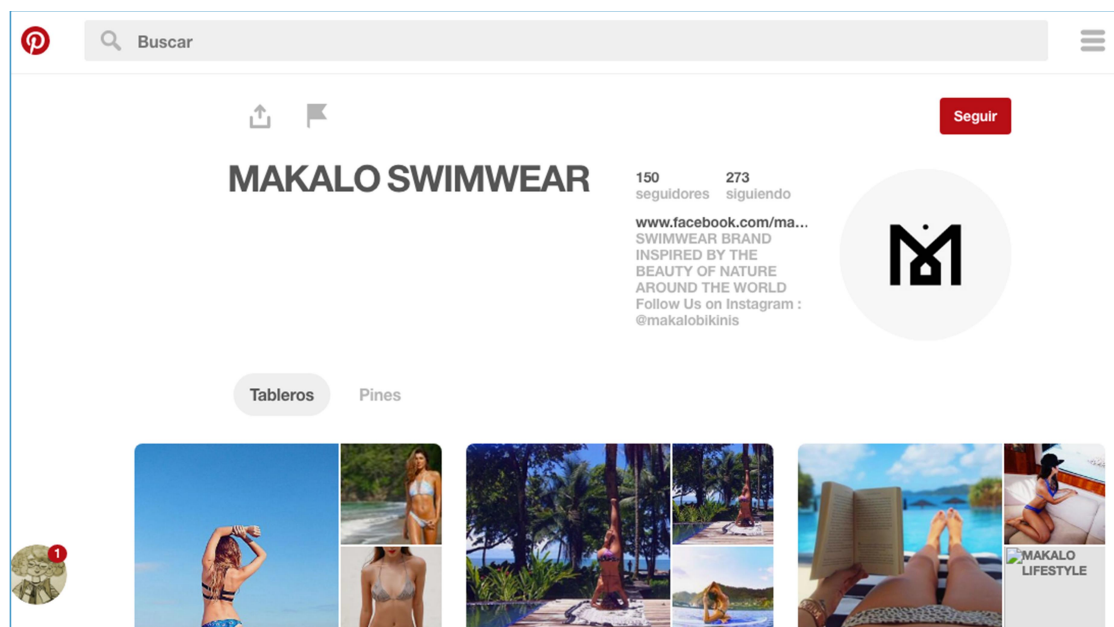 Buscar
Seguir
MAKALO SWIMWEAR
150
seguidores
273
siguiendo
www.facebook.com/ma...
SWIMWEAR BRAND
INSPIRED BY THE
BEAUTY OF NATURE
AROUND THE WORLD
Follow Us on Instagram :
@makalobikinis
Tableros
Pines
1
MAKALO
LIFESTYLE